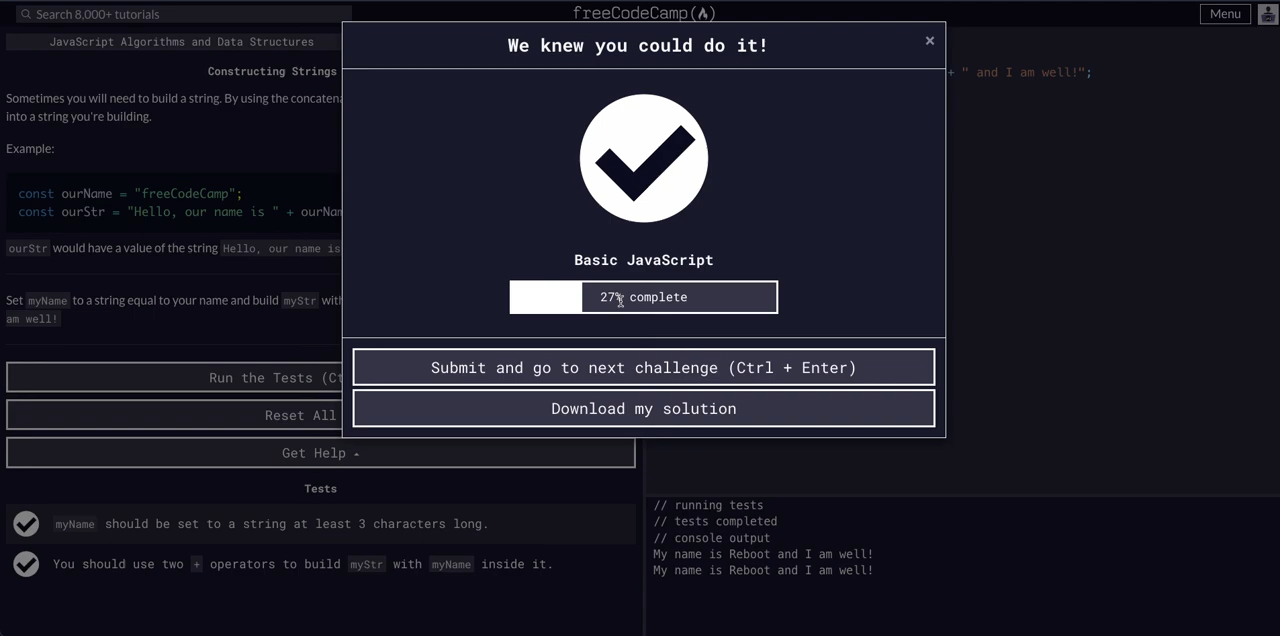 Search 8,000+ tutorials
freeCodeCamp
Menu
JavaScript Algorithms and Data Structures
Constructing Strings
Sometimes you will need to build a string. By using the
into a string you're building.
Example:
const ourName = "freeCodeCamp";
const ourStr = "Hello, our name is " +
ourStr would have a value of the string Hello, our name is
Set myName to a string equal to your name and build myStr
am well!
Run the Tests
Reset All
Get Help
Tests
myName should be set to a string at least 3 characters long.
You should use two + operators to build myStr with myName inside it.
We knew you could do it!
×
Basic JavaScript
27% complete
Submit and go to next challenge (Ctrl + Enter)
Download my solution
+ " and I am well!";
// running tests
// tests completed
// console output
My name is Reboot and I am well!
My name is Reboot and I am well!